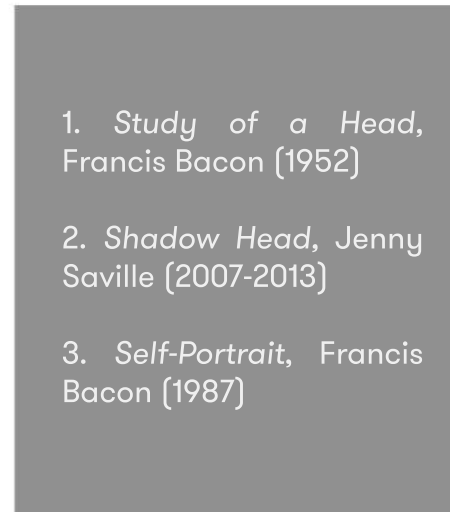 1. Study of a Head,
Francis Bacon (1952)
2. Shadow Head, Jenny
Saville (2007-2013)
3. Self-Portrait, Francis
Bacon (1987)